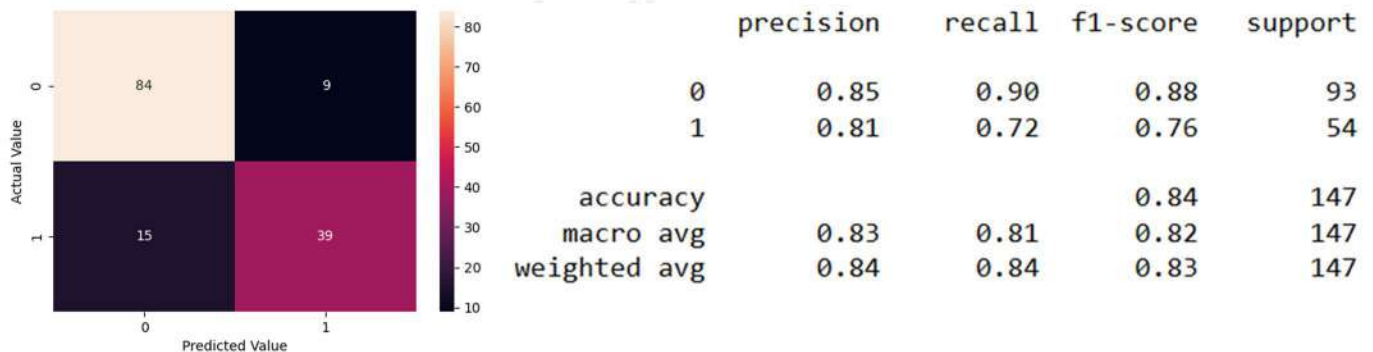 84 9
15 39
0
1
Actual Value
0 1
Predicted Value
80
70
60
50
40
30
20
10
precision recall f1-score support
0 0.85 0.90 0.88 93
1 0.81 0.72 0.76 54
accuracy 0.84 147
macro avg 0.83 0.81 0.82 147
weighted avg 0.84 0.84 0.83 147